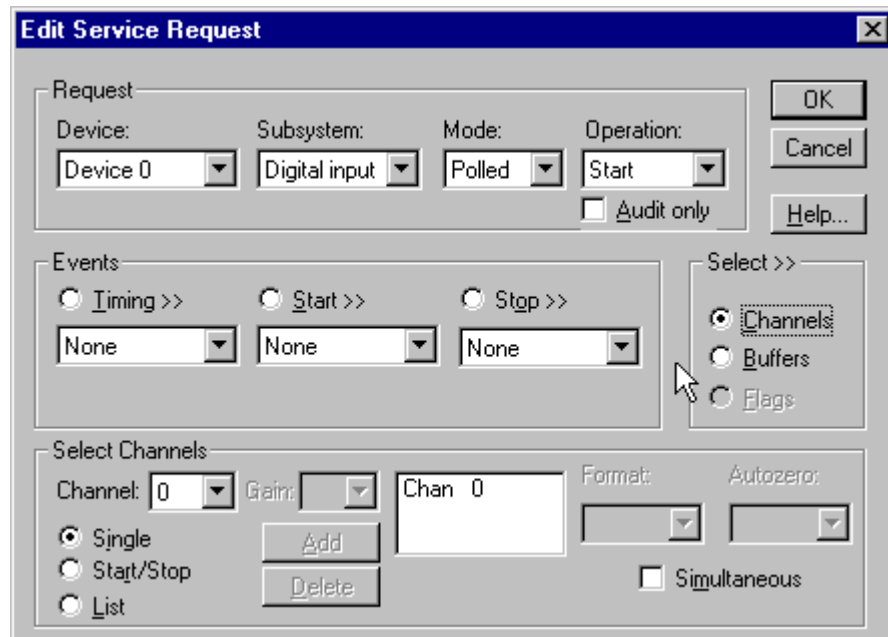 Edit Service Request
Request
OK
Device: Subsystem: Mode: Operation:
Device 0 Digital input Polled Start
Cancel
Audit only
Help...
Events
Select >>
Timing >> Start >> Stop >>
Channels
None None None
Buffers
Flags
Select Channels
Channel: 0 Gain: Chan 0 Format: Autozero:
Single Add
Start/Stop Delete Simultaneous
List